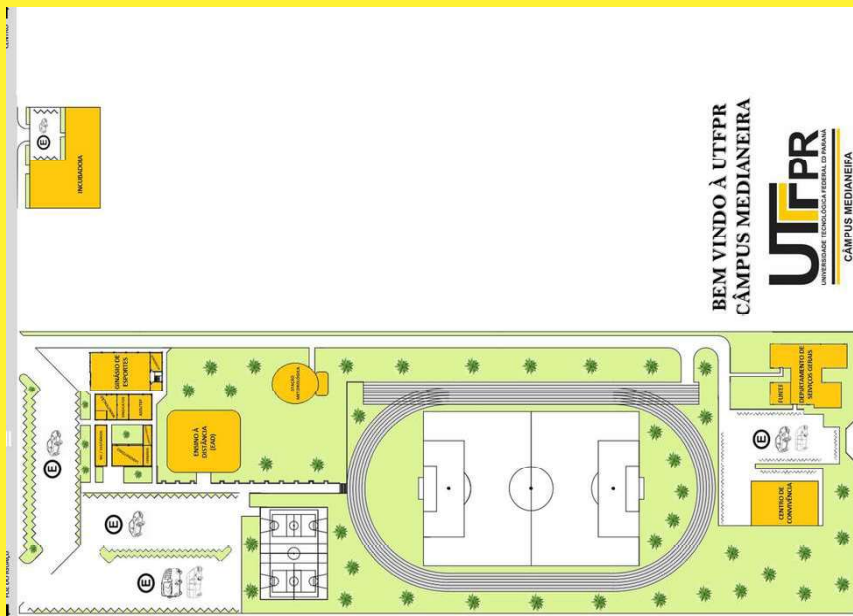 BEM VINDO À UTFPR
CÂMPUS MEDIANEIRA
UTFPR
UNIVERSIDADE TECNOLÓGICA FEDERAL DO PARANÁ
CÂMPUS MEDIANEIRA
E
INCUBADORA
GINÁSIO DE
ESPORTES
E
ENSINO À
DISTÂNCIA
(EAD)
ESTAÇÃO
E
E
FUNTEF
DEPARTAMENTO DE
SERVIÇOS GERAIS
E
CENTRO DE
CONVIVÊNCIA